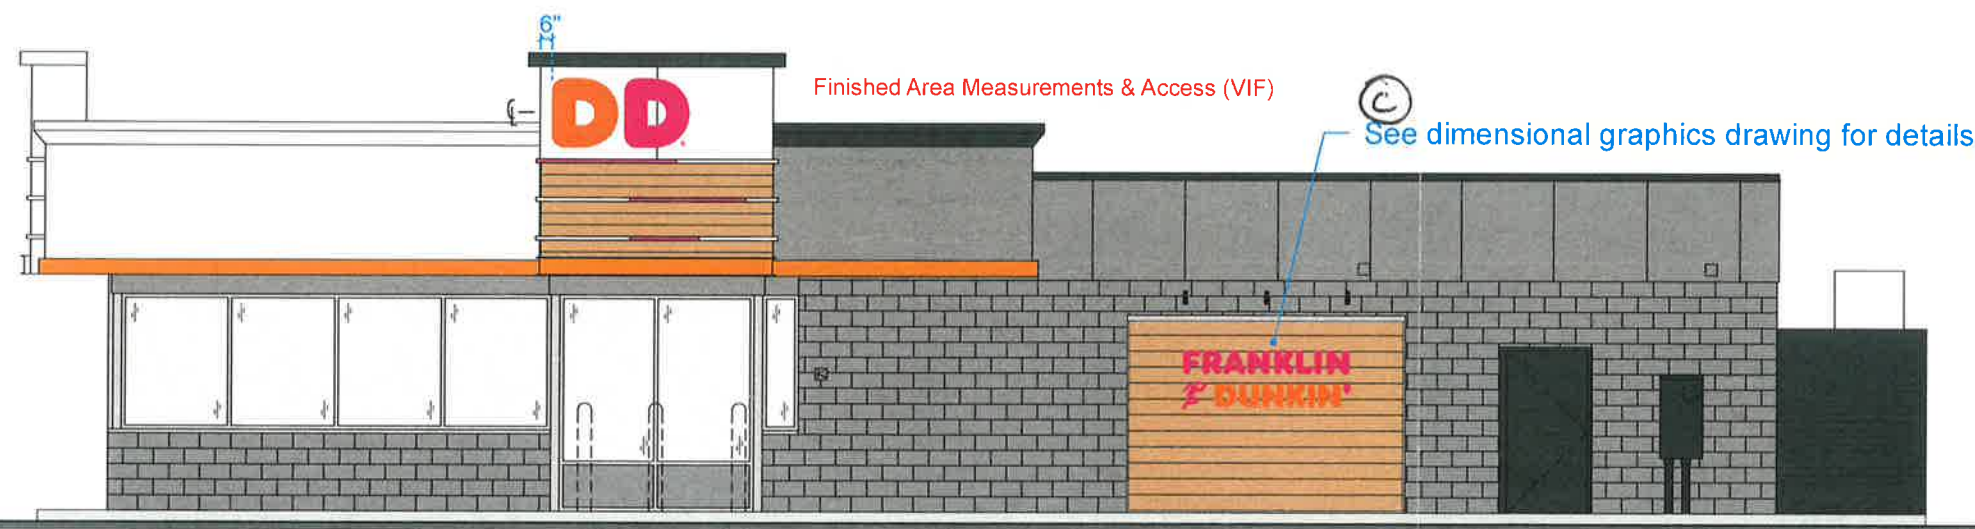 6"
DD
Finished Area Measurements & Access (VIF)
C
See dimensional graphics drawing for details
FRANKLIN
DUNKIN'